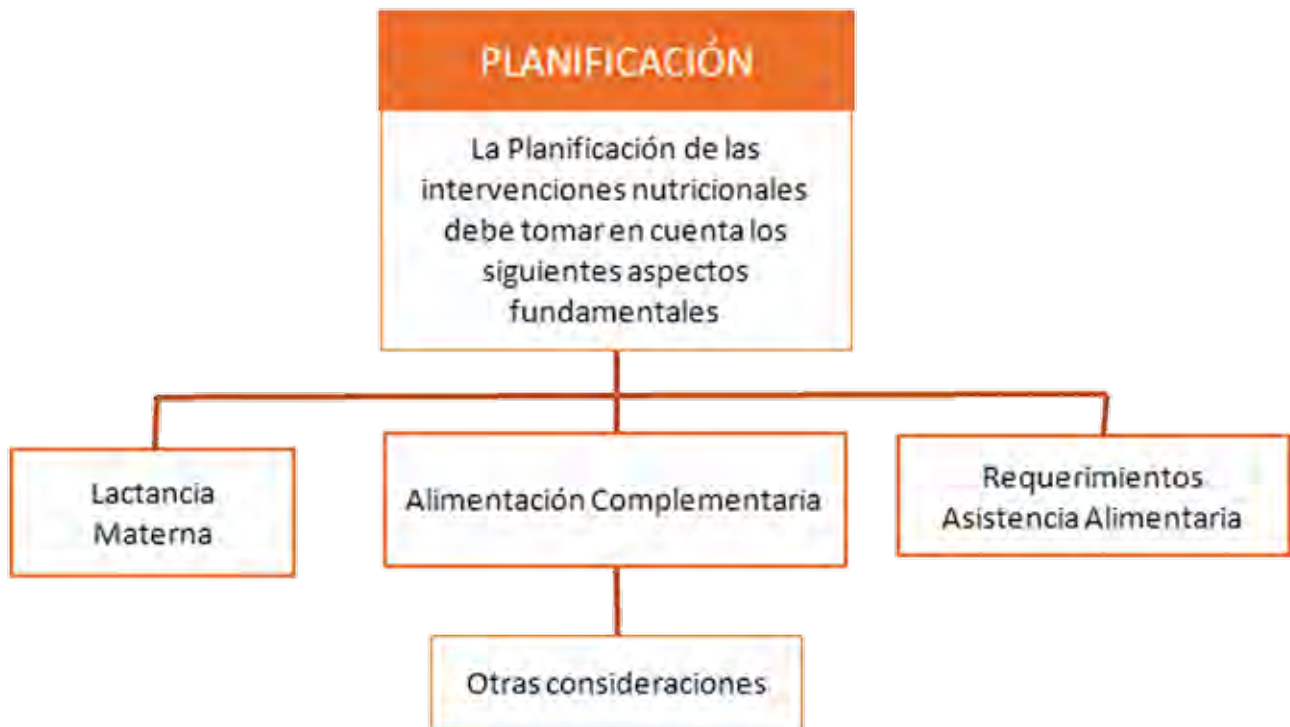 PLANIFICACIÓN
La Planificación de las
intervenciones nutricionales
debe tomar en cuenta los
siguientes aspectos
fundamentales
Lactancia
Materna
Alimentación Complementaria
Requerimientos
Asistencia Alimentaria
Otras consideraciones